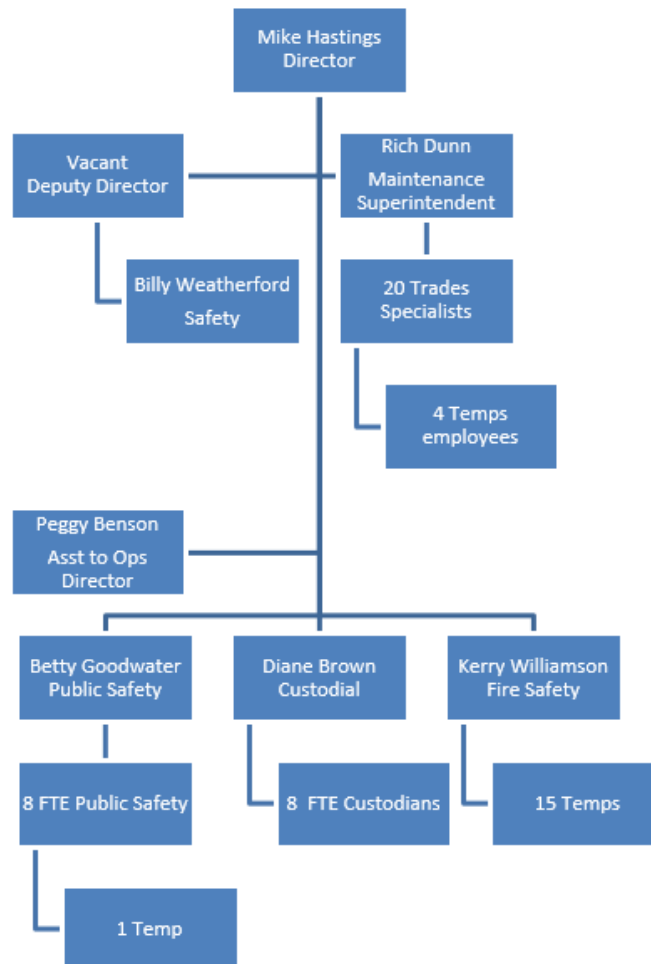 Mike Hastings
Director
Vacant
Deputy Director
Rich Dunn
Maintenance
Superintendent
Billy Weatherford
Safety
20 Trades
Specialists
4 Temps
employees
Peggy Benson
Asst to Ops
Director
Betty Goodwater
Public Safety
Diane Brown
Custodial
Kerry Williamson
Fire Safety
8 FTE Public Safety
8 FTE Custodians
15 Temps
1 Temp